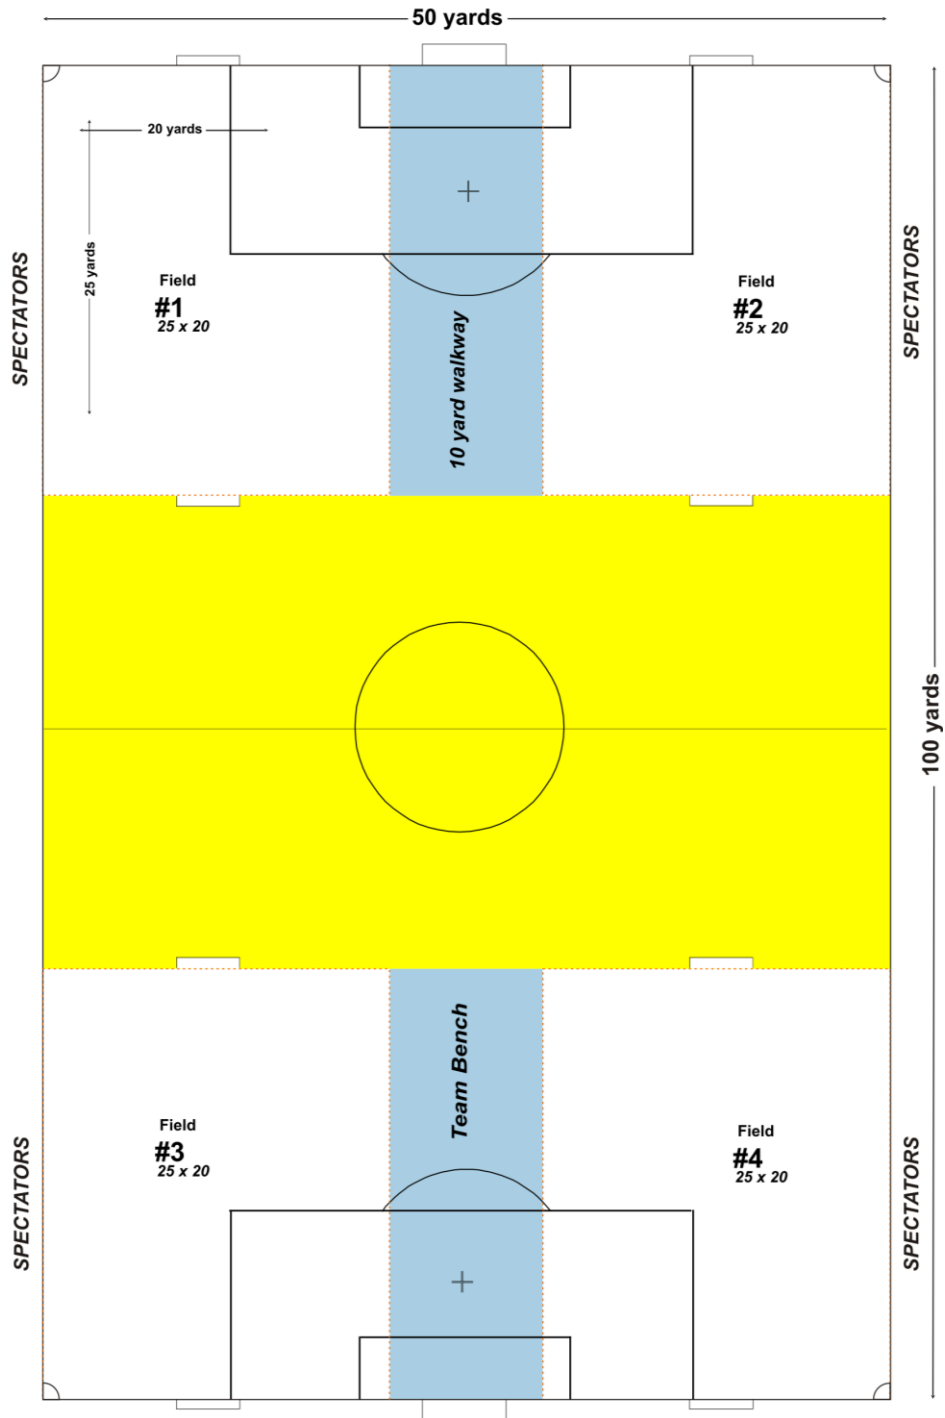 50 yards
20 yards
25 yards
SPECTATORS
SPECTATORS
Field
#1
25 x 20
Field
#2
25 x 20
10 yard walkway
100 yards
Team Bench
Field
#3
25 x 20
Field
#4
25 x 20
SPECTATORS
SPECTATORS